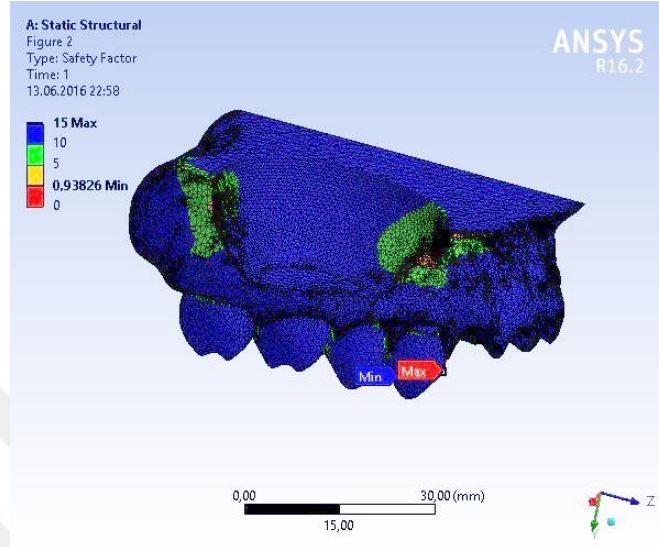 A: Static Structural
Figure 2
Type: Safety Factor
Time: 1
13.06.2016 22:58
ANSYS
R16.2
15 Max
10
5
0,93826 Min
0
Min
Max
0,00
30,00 (mm)
15,00
Z